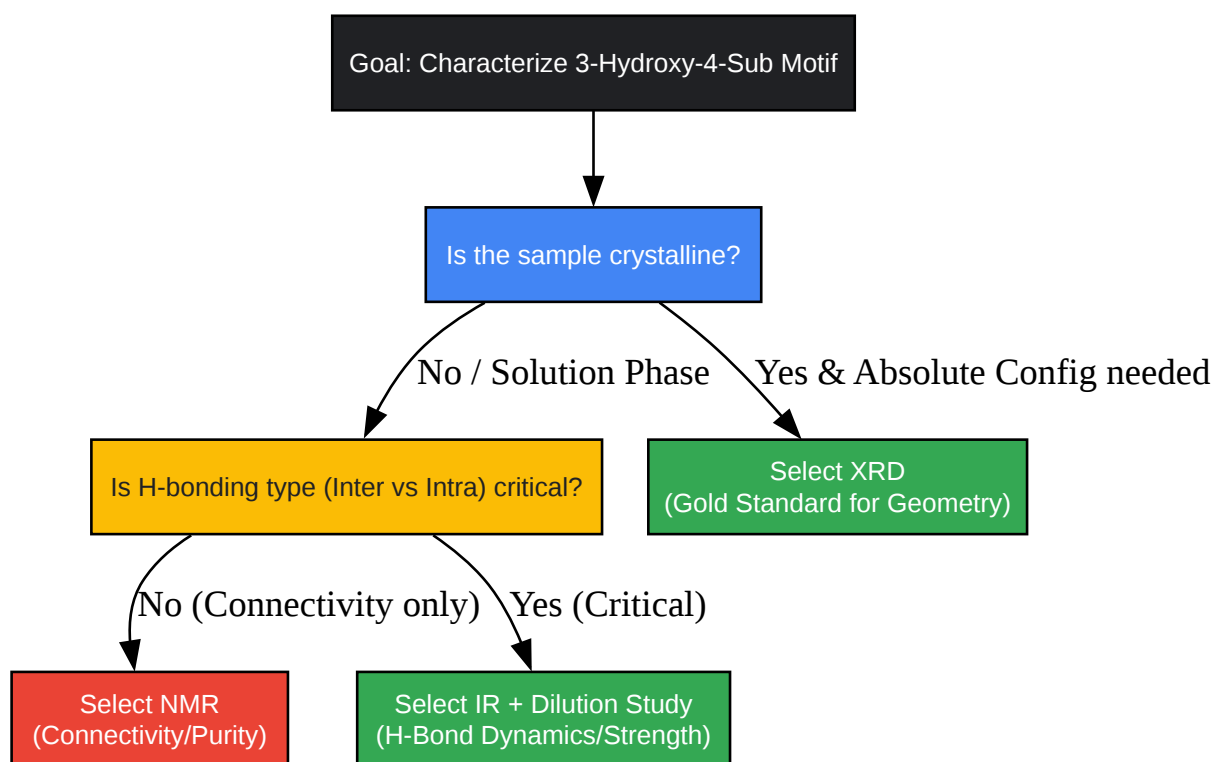 Goal: Characterize 3-Hydroxy-4-Sub Motif
Is the sample crystalline?
No / Solution Phase
Yes & Absolute Config needed
Is H-bonding type (Inter vs Intra) critical?
Select XRD
(Gold Standard for Geometry)
No (Connectivity only)
Yes (Critical)
Select NMR
(Connectivity/Purity)
Select IR + Dilution Study
(H-Bond Dynamics/Strength)